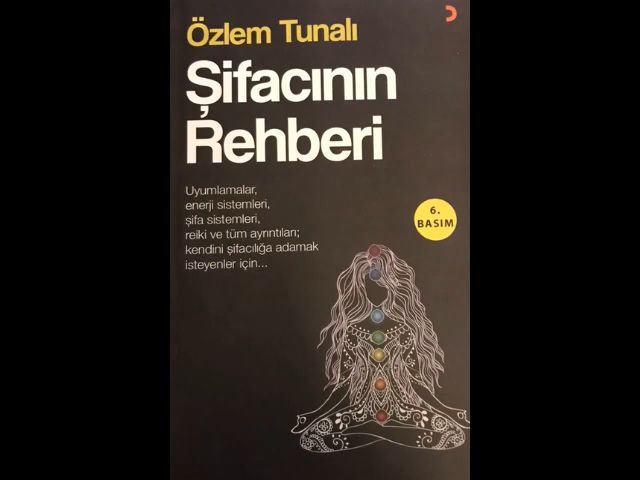 Özlem Tunalı
Şifacının
Rehberi
Uyumlamalar,
enerji sistemleri,
şifa sistemleri,
reiki ve tüm ayrıntıları;
kendini şifacılığa adamak
isteyenler için...
6.
BASIM